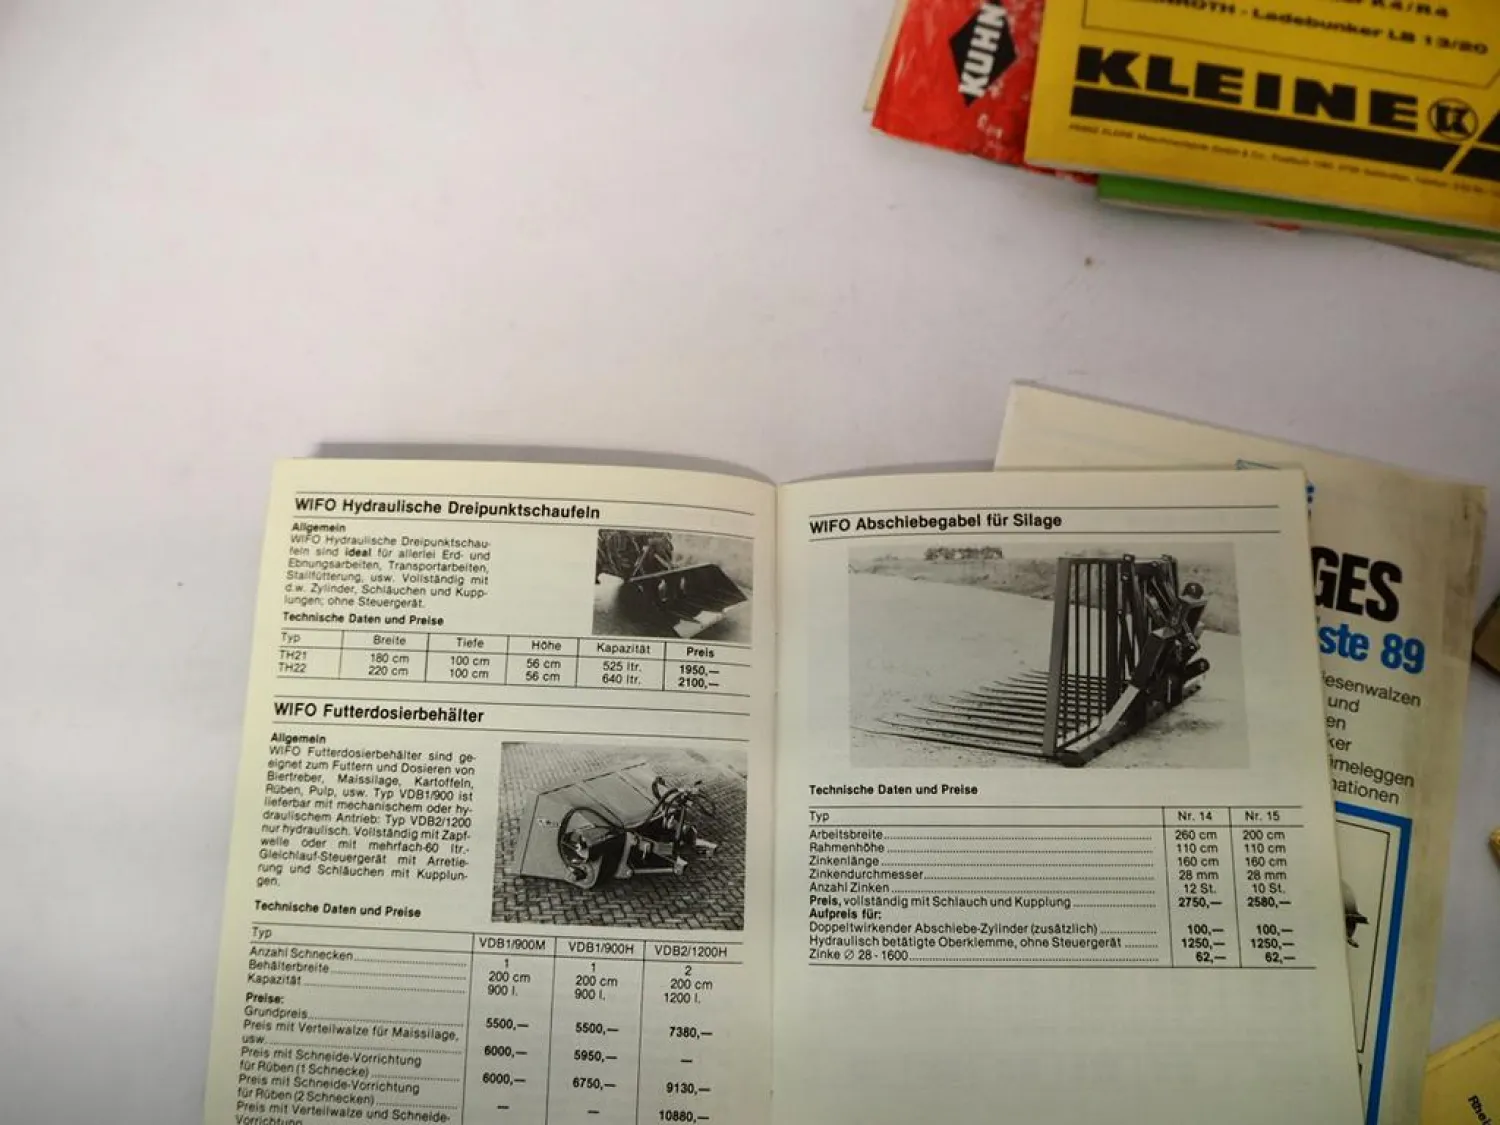 KUHN
K4/R4
Ladebunker LB 13/20
KLEINE
WIFO Hydraulische Dreipunktschaufeln
Allgemein
WIFO Hydraulische Dreipunktschau-
feln sind ideal für allerlei Erd- und
Ebnungsarbeiten, Transportarbeiten,
Stallfütterung, usw. Vollständig mit
d.w. Zylinder, Schläuchen und Kupp-
lungen; ohne Steuergerät.
Technische Daten und Preise
Typ Breite Tiefe Höhe Kapazität Preis
TH21 180 cm 100 cm 56 cm 525 ltr. 1950,—
TH22 220 cm 100 cm 56 cm 640 ltr. 2100,—
WIFO Futterdosierbehälter
Allgemein
WIFO Futterdosierbehälter sind ge-
eignet zum Futtern und Dosieren von
Biertreber, Maissilage, Kartoffeln,
Rüben, Pulp, usw. Typ VDB1/900 ist
lieferbar mit mechanischem oder hy-
draulischem Antrieb: Typ VDB2/1200
nur hydraulisch. Vollständig mit Zapf-
welle oder mit mehrfach-60 ltr.-
Gleichlauf-Steuergerät mit Arretie-
rung und Schläuchen mit Kupplun-
gen.
Technische Daten und Preise
Typ VDB1/900M VDB1/900H VDB2/1200H
Anzahl Schnecken 1 1 2
Behälterbreite 200 cm 200 cm 200 cm
Kapazität 900 l. 900 l. 1200 l.
Preise:
Grundpreis 5500,— 5500,— 7380,—
Preis mit Verteilwalze für Maissilage,
usw. 6000,— 5950,— —
Preis mit Schneide-Vorrichtung
für Rüben (1 Schnecke) 6000,— 6750,— 9130,—
Preis mit Schneide-Vorrichtung
für Rüben (2 Schnecken) — — 10880,—
Preis mit Verteilwalze und Schneide-
Vorrichtung
WIFO Abschiebegabel für Silage
Technische Daten und Preise
Typ Nr. 14 Nr. 15
Arbeitsbreite 260 cm 200 cm
Rahmenhöhe 110 cm 110 cm
Zinkenlänge 160 cm 160 cm
Zinkendurchmesser 28 mm 28 mm
Anzahl Zinken 12 St. 10 St.
Preis, vollständig mit Schlauch und Kupplung 2750,— 2580,—
Aufpreis für:
Doppeltwirkender Abschiebe-Zylinder (zusätzlich) 100,— 100,—
Hydraulisch betätigte Oberklemme, ohne Steuergerät 1250,— 1250,—
Zinke ∅ 28 - 1600 62,— 62,—
GES
ste 89
iesenwalzen
und
en
ker
imeleggen
nationen
Rhei